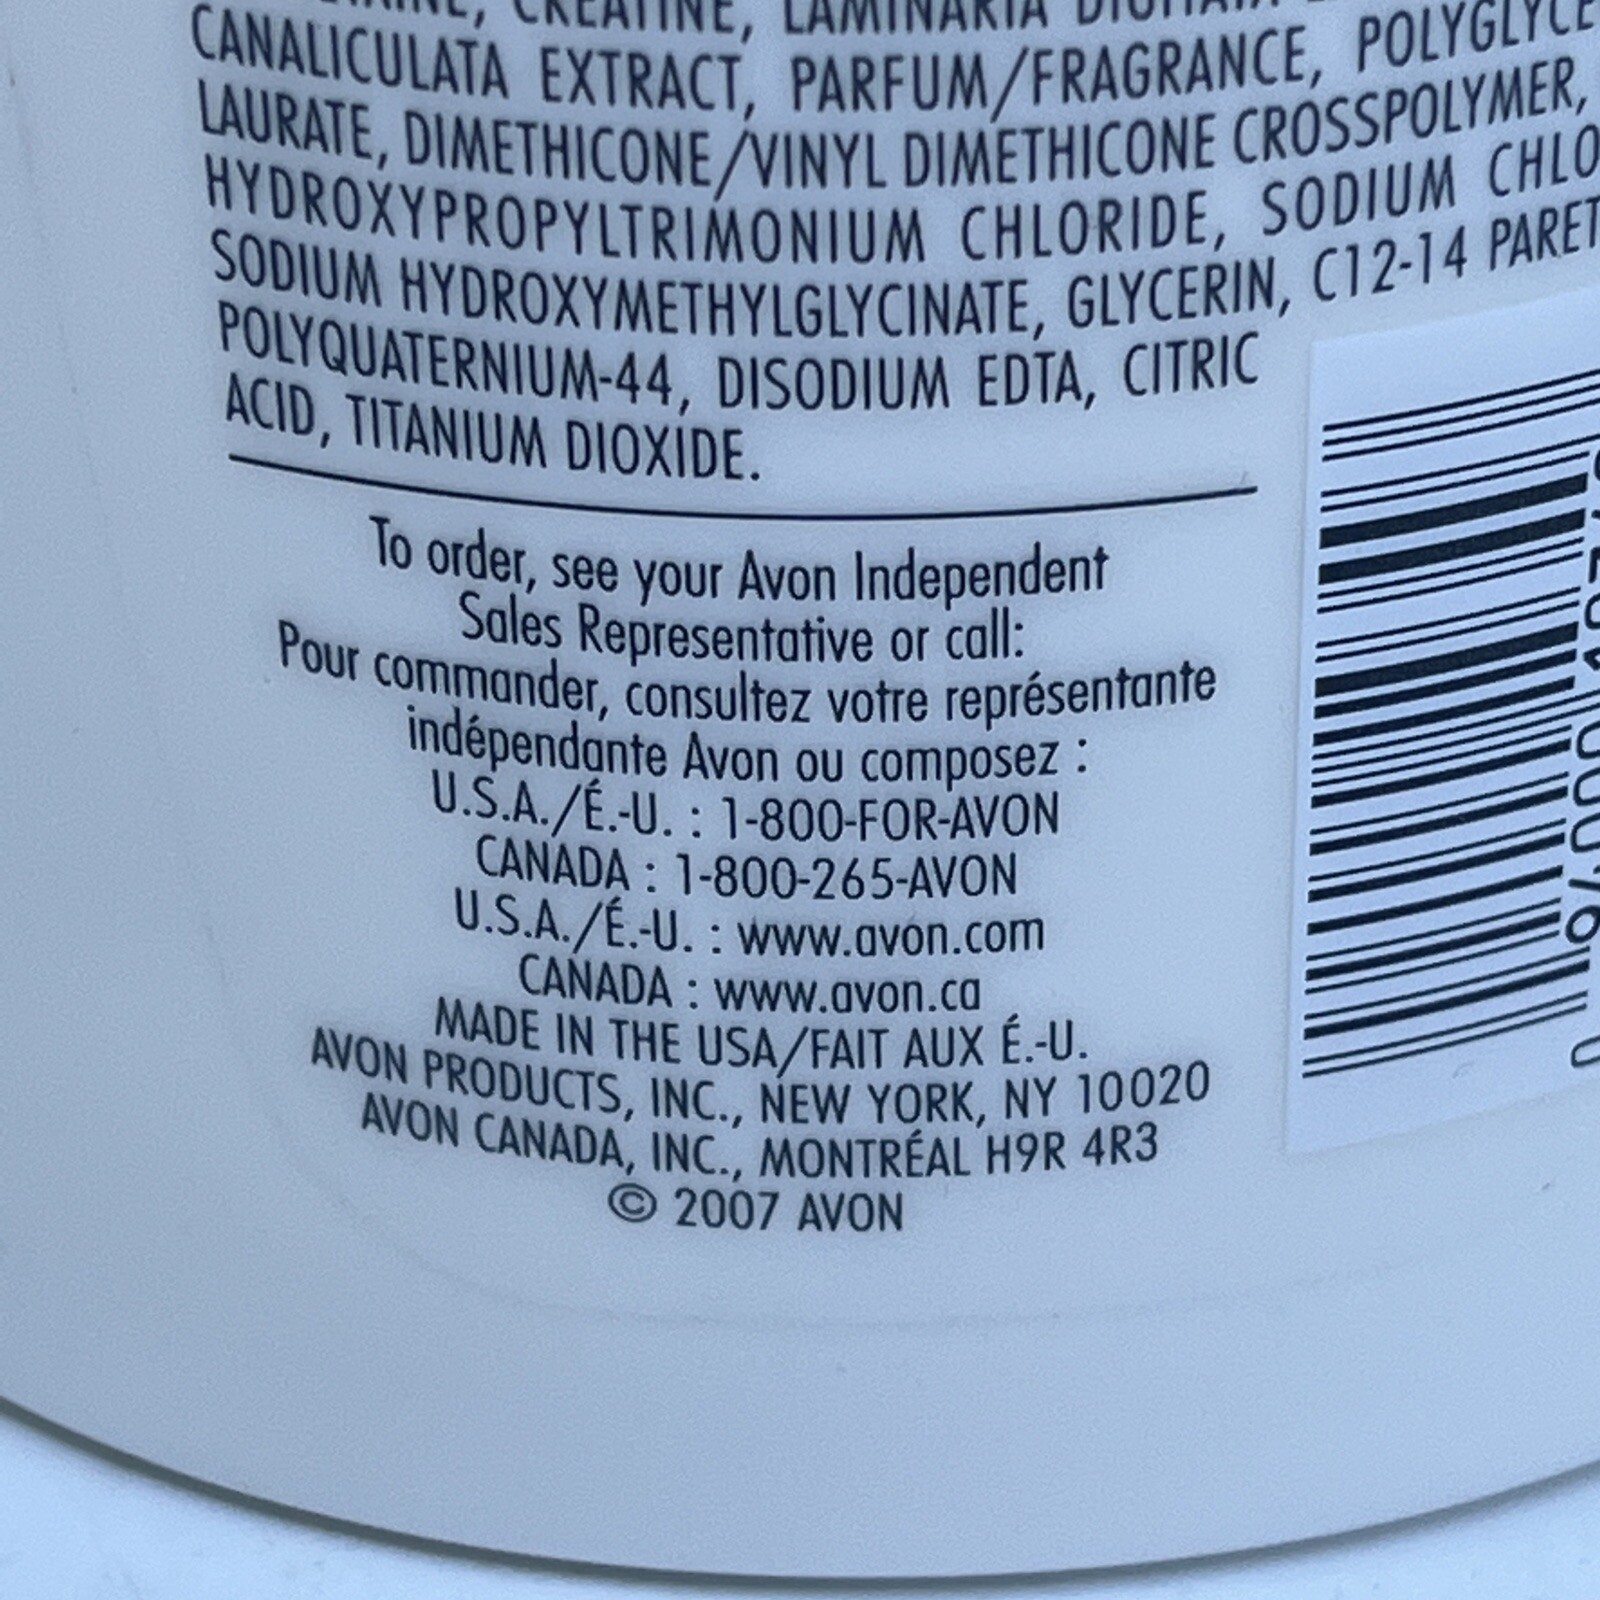 CREATINE, LAMINARIA
CANALICULATA EXTRACT, PARFUM/FRAGRANCE,
LAURATE, DIMETHICONE/VINYL DIMETHICONE CROSSPOLYMER,
HYDROXYPROPYLTRIMONIUM CHLORIDE, SODIUM
SODIUM HYDROXYMETHYLGLYCINATE, GLYCERIN, C12-14
POLYQUATERNIUM-44, DISODIUM EDTA, CITRIC
ACID, TITANIUM DIOXIDE.
To order, see your Avon Independent
Sales Representative or call:
Pour commander, consultez votre représentante
indépendante Avon ou composez :
U.S.A./É.-U. : 1-800-FOR-AVON
CANADA : 1-800-265-AVON
U.S.A./É.-U. : www.avon.com
CANADA : www.avon.ca
MADE IN THE USA/FAIT AUX É.-U.
AVON PRODUCTS, INC., NEW YORK, NY 10020
AVON CANADA, INC., MONTRÉAL H9R 4R3
© 2007 AVON